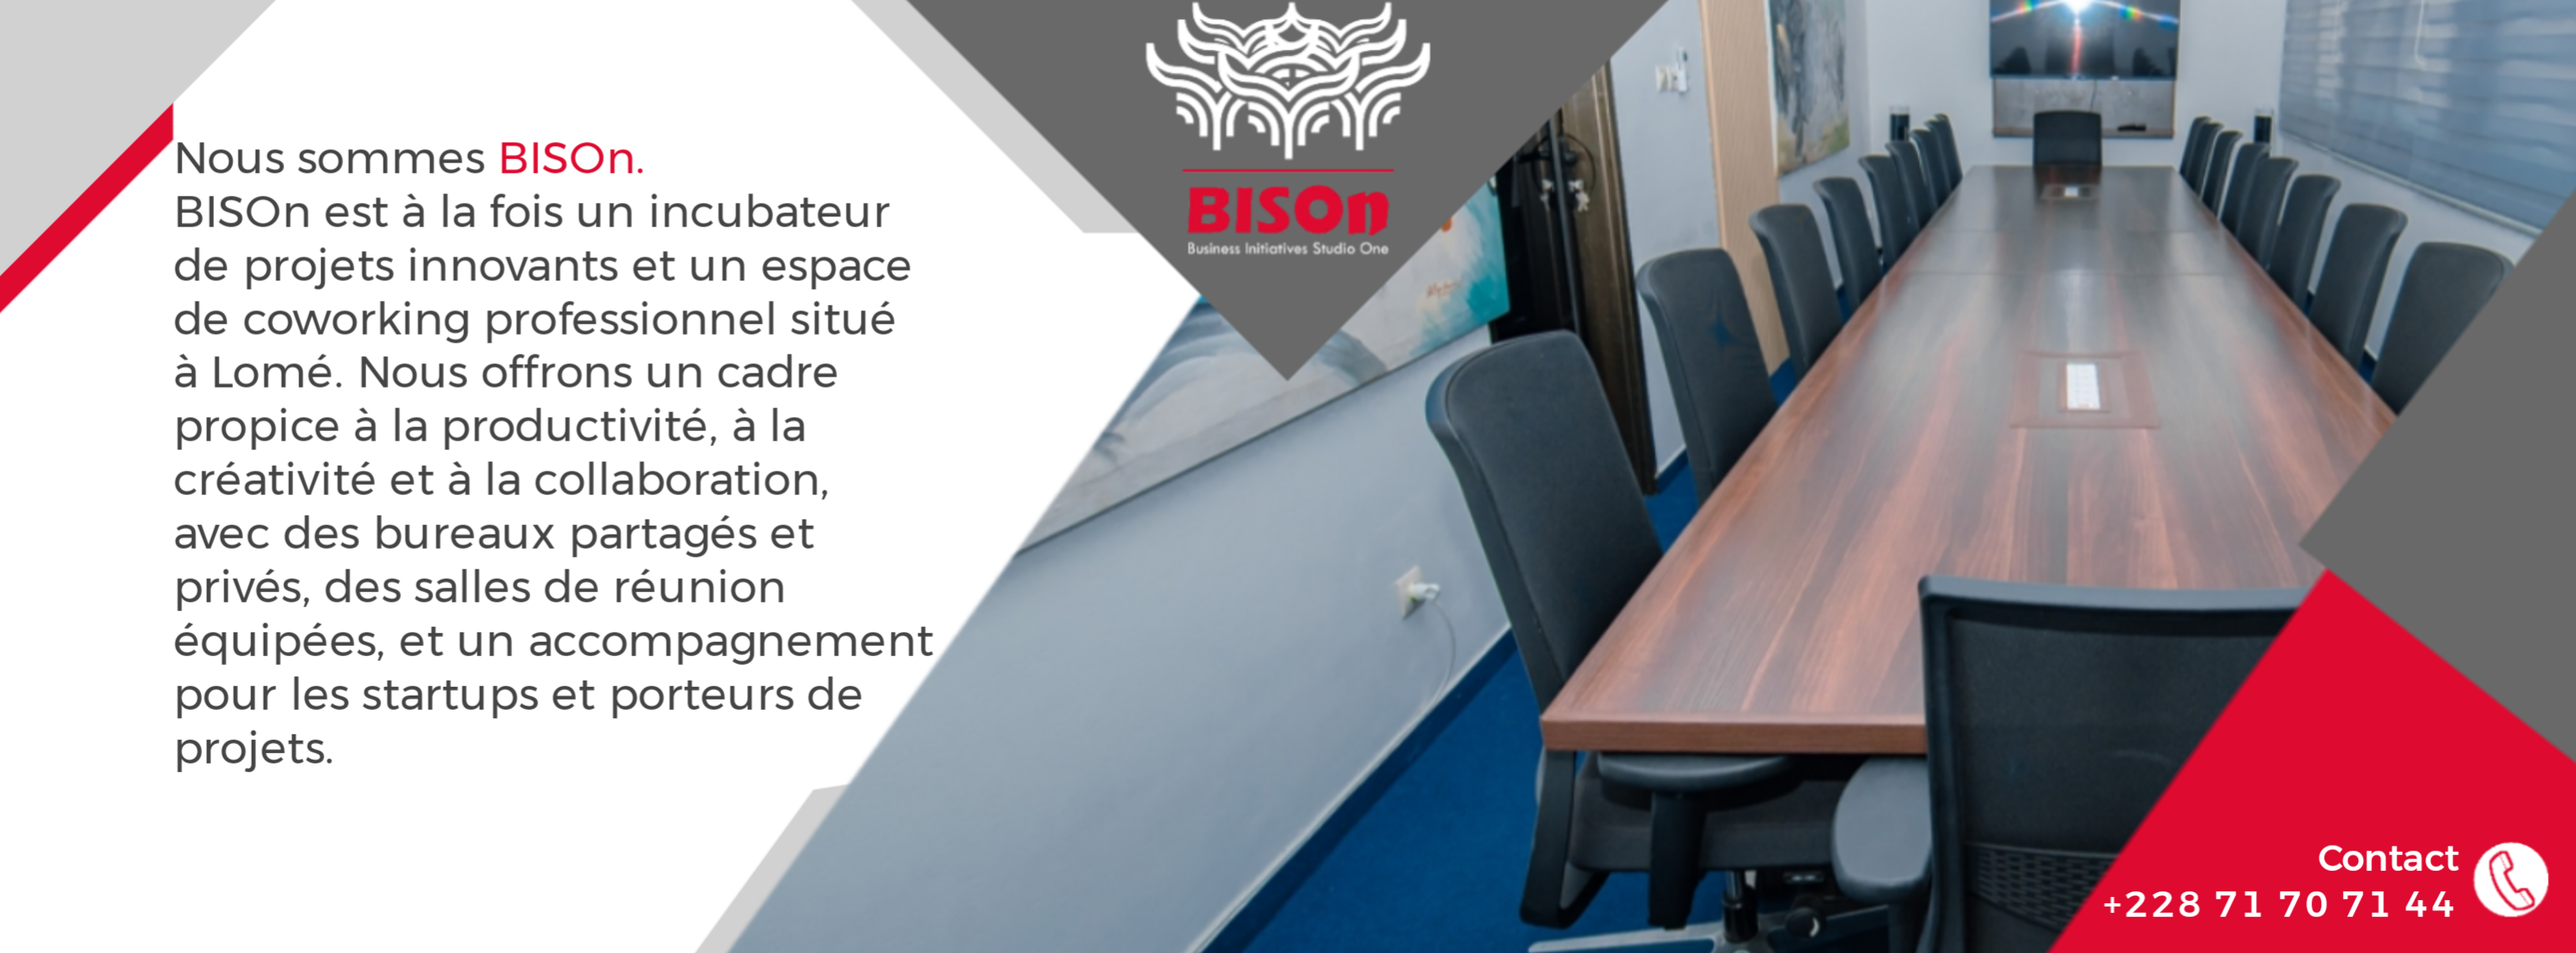 Nous sommes BISOn.
BISOn est à la fois un incubateur
de projets innovants et un espace
de coworking professionnel situé
à Lomé. Nous offrons un cadre
propice à la productivité, à la
créativité et à la collaboration,
avec des bureaux partagés et
privés, des salles de réunion
équipées, et un accompagnement
pour les startups et porteurs de
projets.
BISOn
Business Initiatives Studio One
Contact
+228 71 70 71 44